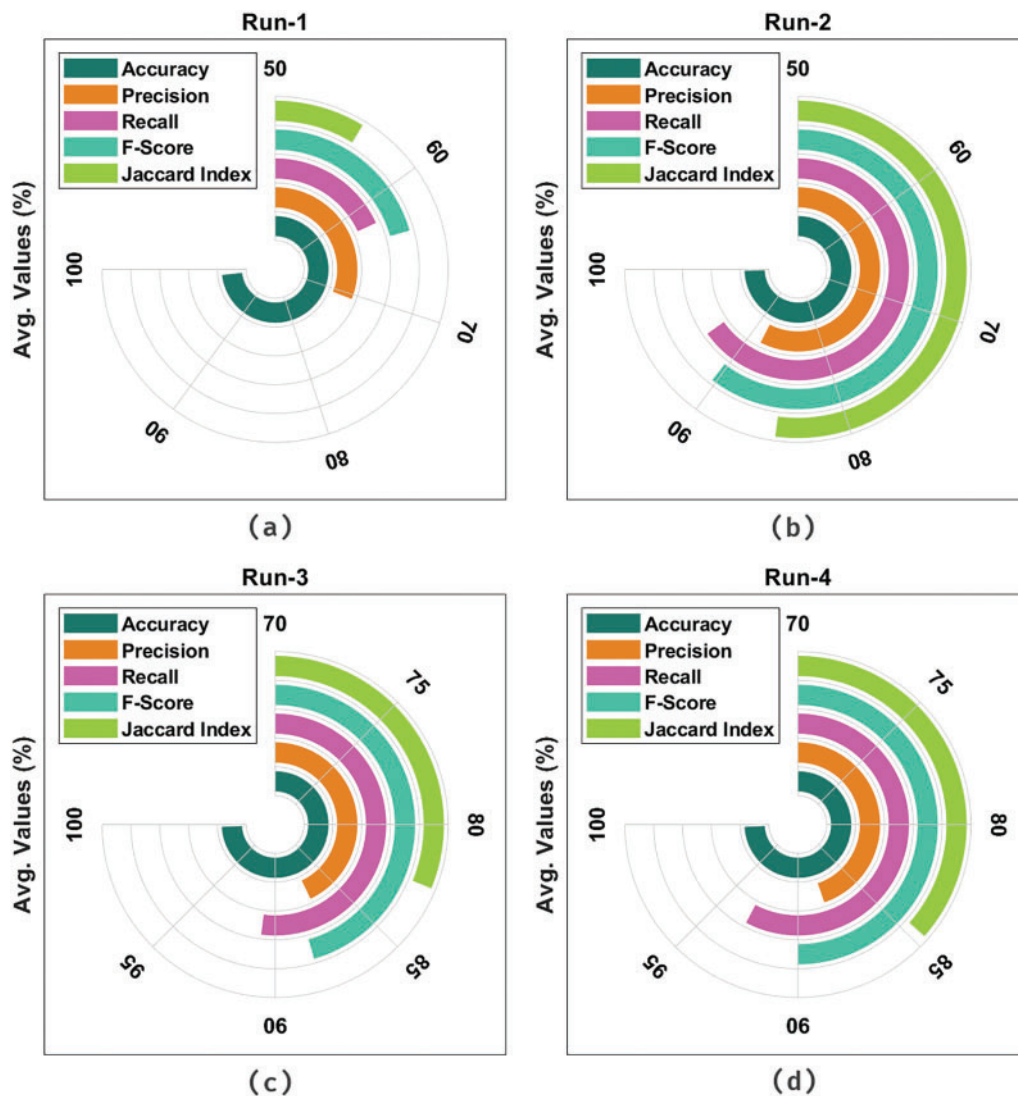 Run-1
Accuracy
Precision
Recall
F-Score
Jaccard Index
50
60
70
80
90
100
Avg. Values (%)
(a)
Run-2
Accuracy
Precision
Recall
F-Score
Jaccard Index
50
60
70
80
90
100
Avg. Values (%)
(b)
Run-3
Accuracy
Precision
Recall
F-Score
Jaccard Index
70
75
80
85
90
95
100
Avg. Values (%)
(c)
Run-4
Accuracy
Precision
Recall
F-Score
Jaccard Index
70
75
80
85
90
95
100
Avg. Values (%)
(d)